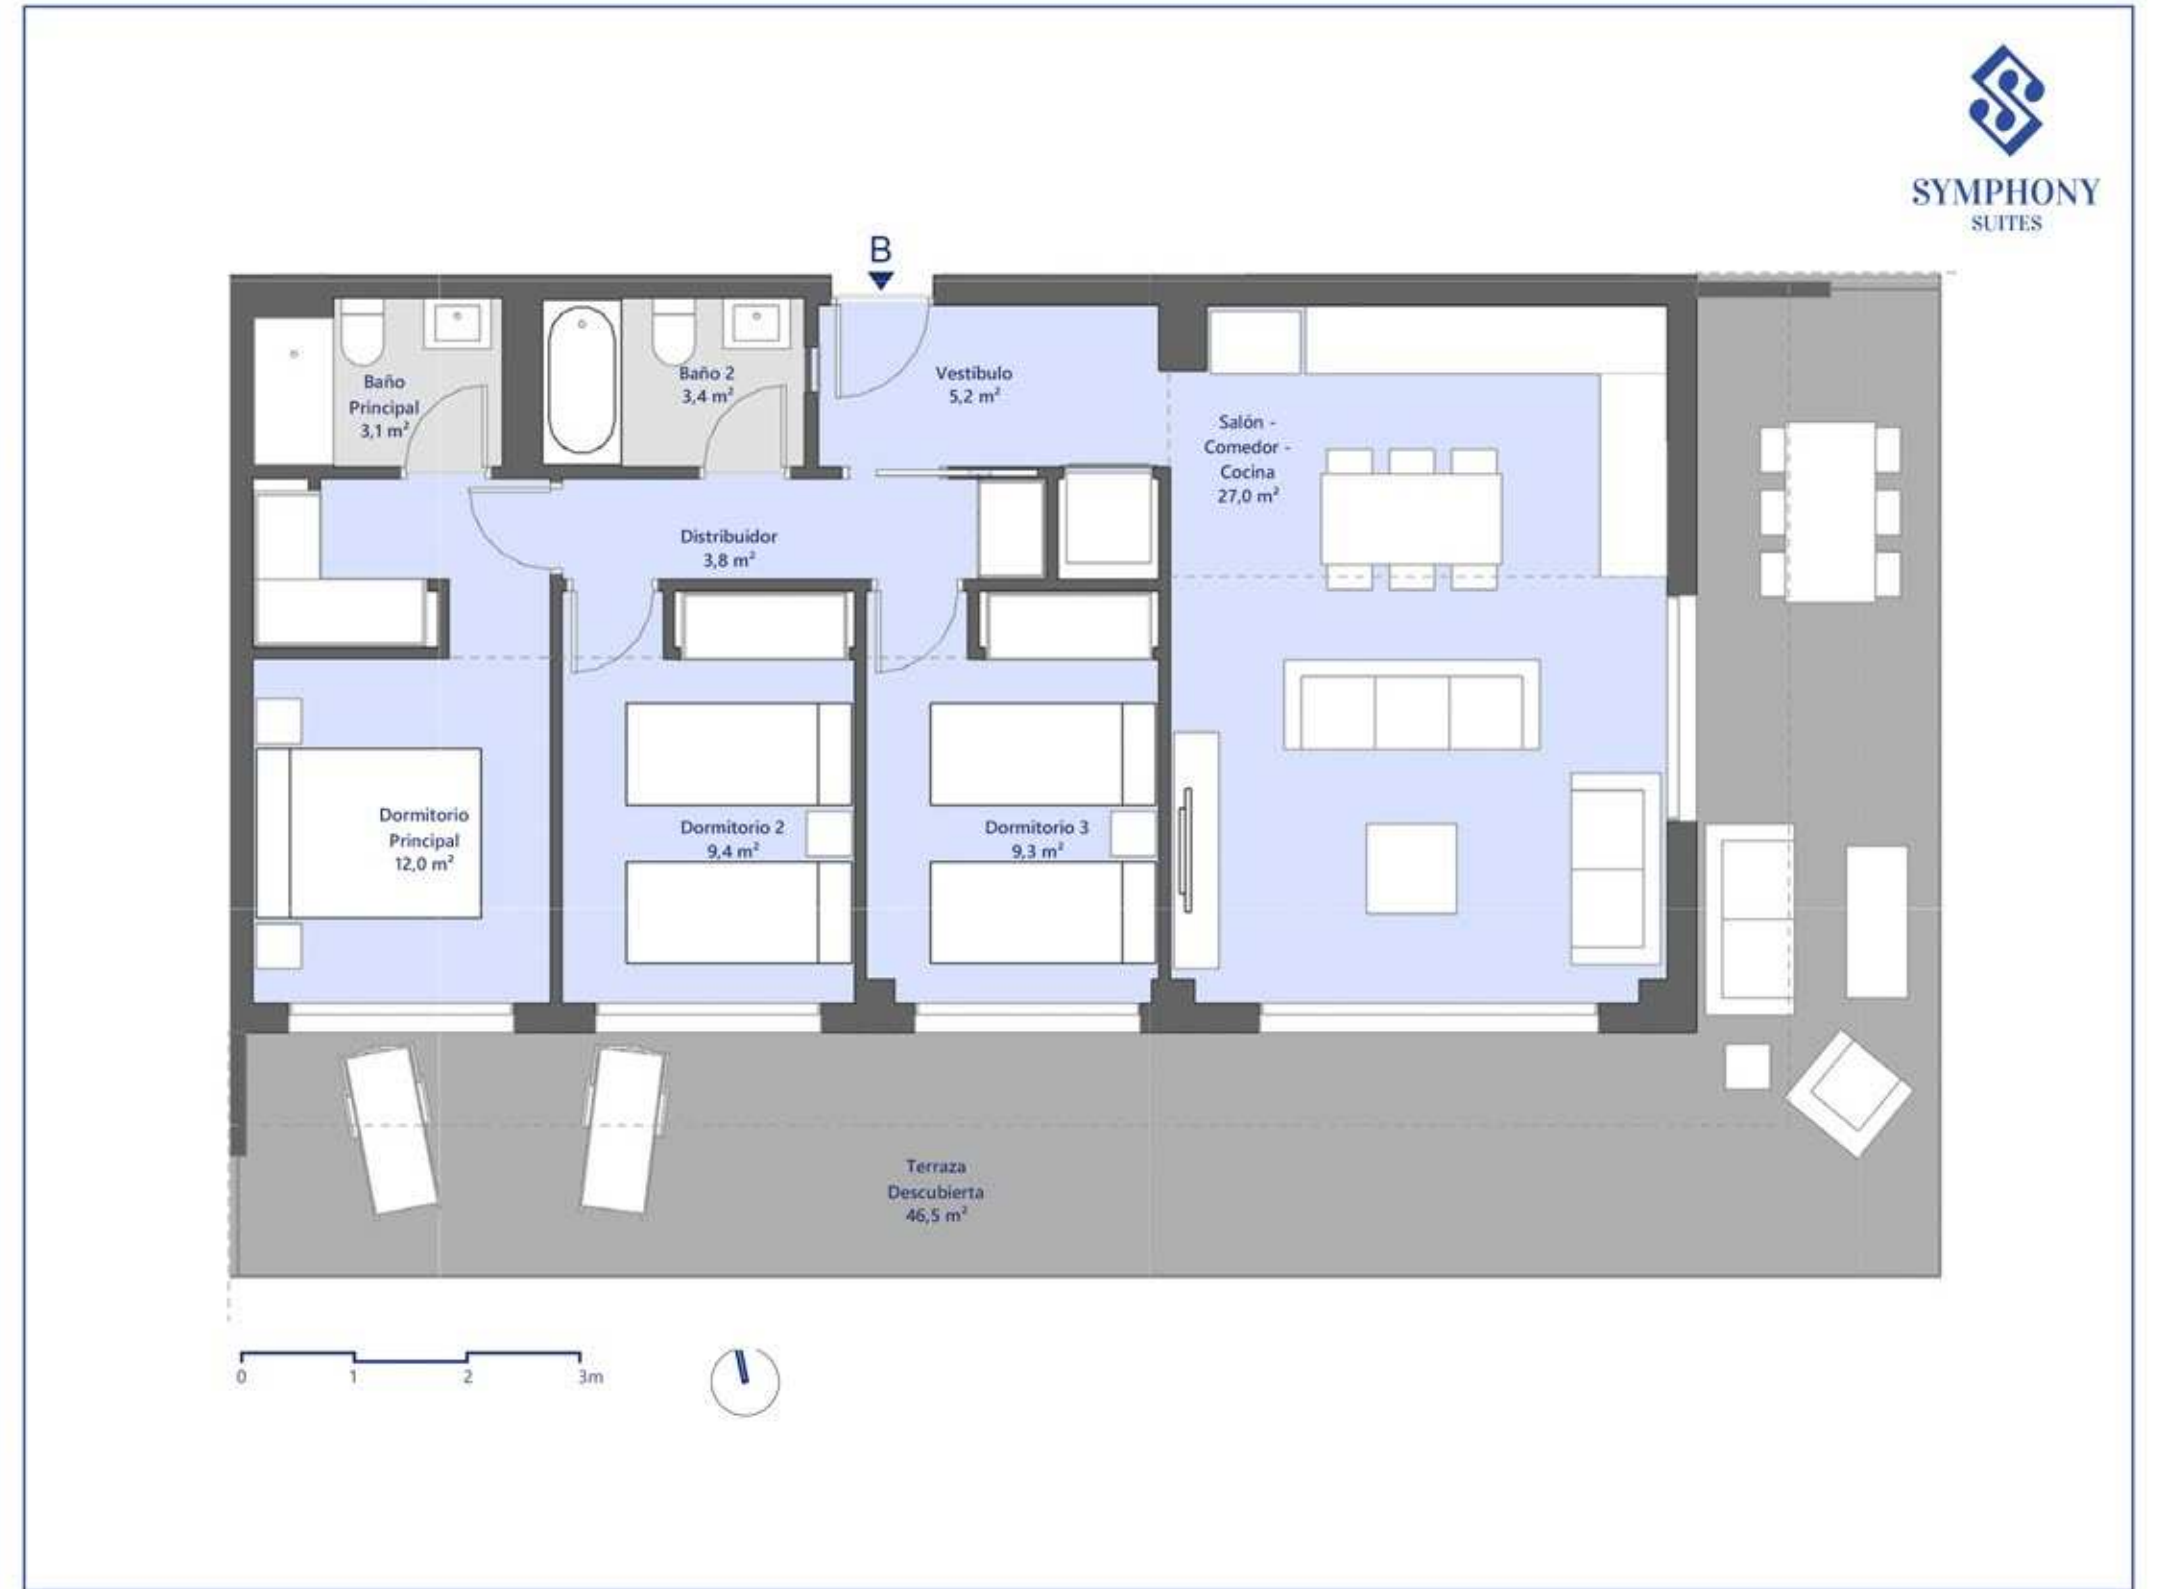 SYMPHONY
SUITES
B
Baño
Principal
3,1 m²
Baño 2
3,4 m²
Vestíbulo
5,2 m²
Salón -
Comedor -
Cocina
27,0 m²
Distribuidor
3,8 m²
Dormitorio
Principal
12,0 m²
Dormitorio 2
9,4 m²
Dormitorio 3
9,3 m²
Terraza
Descubierta
46,5 m²
0 1 2 3m